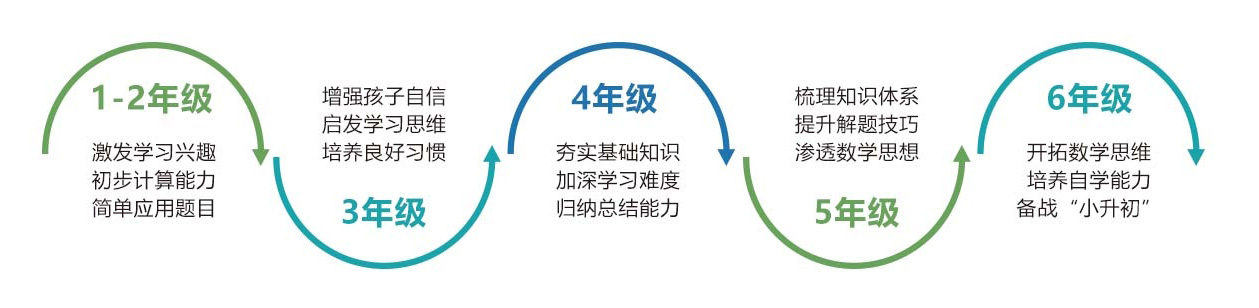 1-2年级
激发学习兴趣
初步计算能力
简单应用题目
增强孩子自信
启发学习思维
培养良好习惯
3年级
4年级
夯实基础知识
加深学习难度
归纳总结能力
梳理知识体系
提升解题技巧
渗透数学思想
5年级
6年级
开拓数学思维
培养自学能力
备战“小升初”